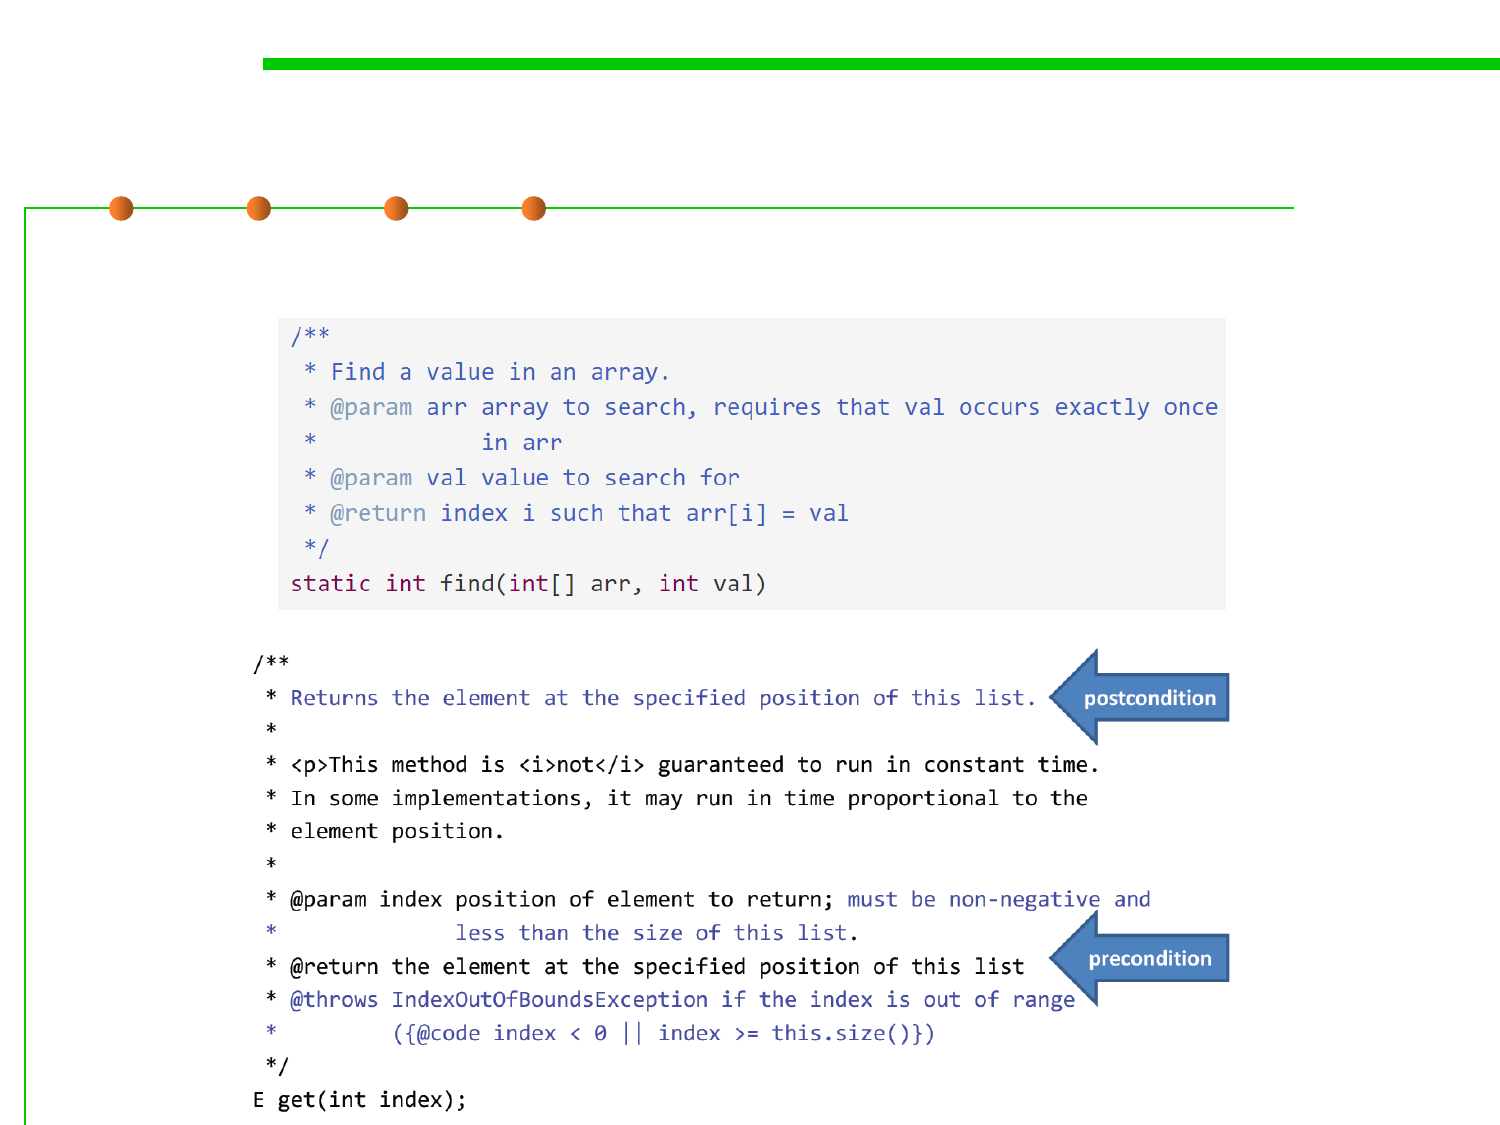 /**
 * Find a value in an array.
 * @param arr array to search, requires that val occurs exactly once
 *            in arr
 * @param val value to search for
 * @return index i such that arr[i] = val
 */
static int find(int[] arr, int val)
/**
 * Returns the element at the specified position of this list.
postcondition
 *
 * <p>This method is <i>not</i> guaranteed to run in constant time.
 * In some implementations, it may run in time proportional to the
 * element position.
 *
 * @param index position of element to return; must be non-negative and
 *              less than the size of this list.
precondition
 * @return the element at the specified position of this list
 * @throws IndexOutOfBoundsException if the index is out of range
 *         ({@code index < 0 || index >= this.size()})
 */
E get(int index);